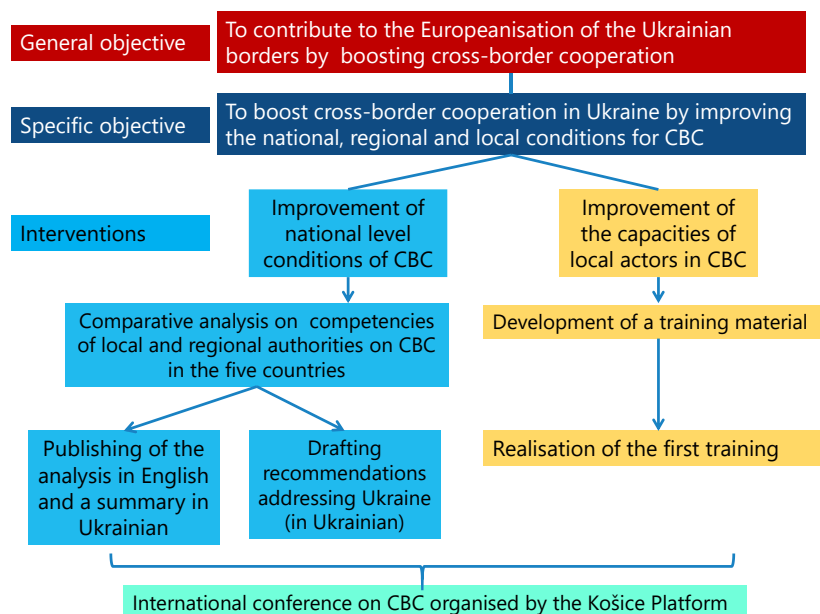 General objective
To contribute to the Europeanisation of the Ukrainian
borders by boosting cross-border cooperation
Specific objective
To boost cross-border cooperation in Ukraine by improving
the national, regional and local conditions for CBC
Interventions
Improvement of
national level
conditions of CBC
Improvement of
the capacities of
local actors in CBC
Comparative analysis on competencies
of local and regional authorities on CBC
in the five countries
Development of a training material
Publishing of the
analysis in English
and a summary in
Ukrainian
Drafting
recommendations
addressing Ukraine
(in Ukrainian)
Realisation of the first training
International conference on CBC organised by the Košice Platform